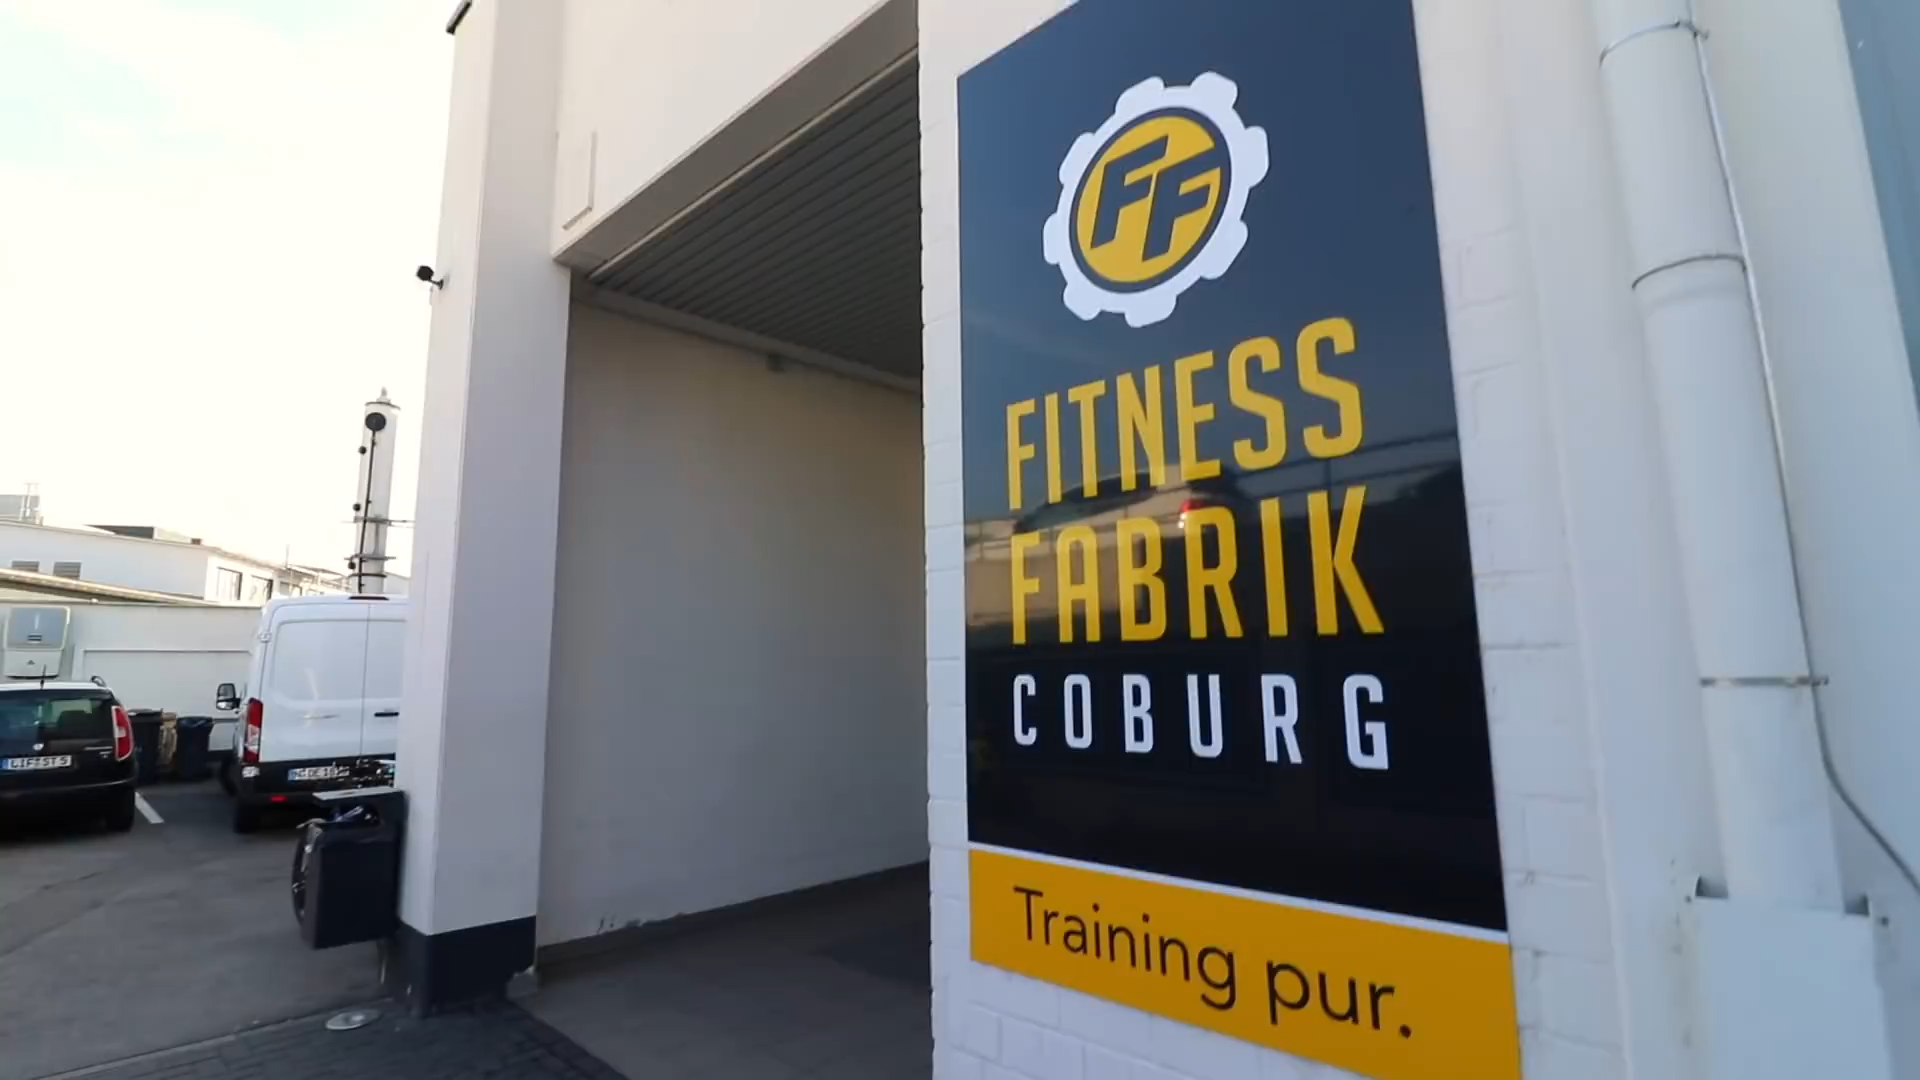 FF
FITNESS
FABRIK
COBURG
Training pur.